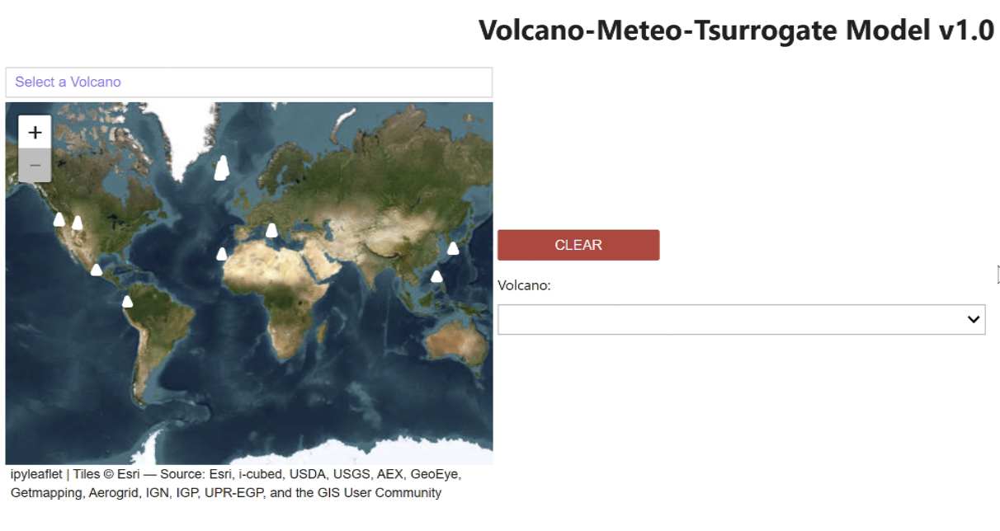 Volcano-Meteo-Tsurrogate Model v1.0
Select a Volcano
+
−
CLEAR
Volcano:
ipyleaflet | Tiles © Esri — Source: Esri, i-cubed, USDA, USGS, AEX, GeoEye,
Getmapping, Aerogrid, IGN, IGP, UPR-EGP, and the GIS User Community